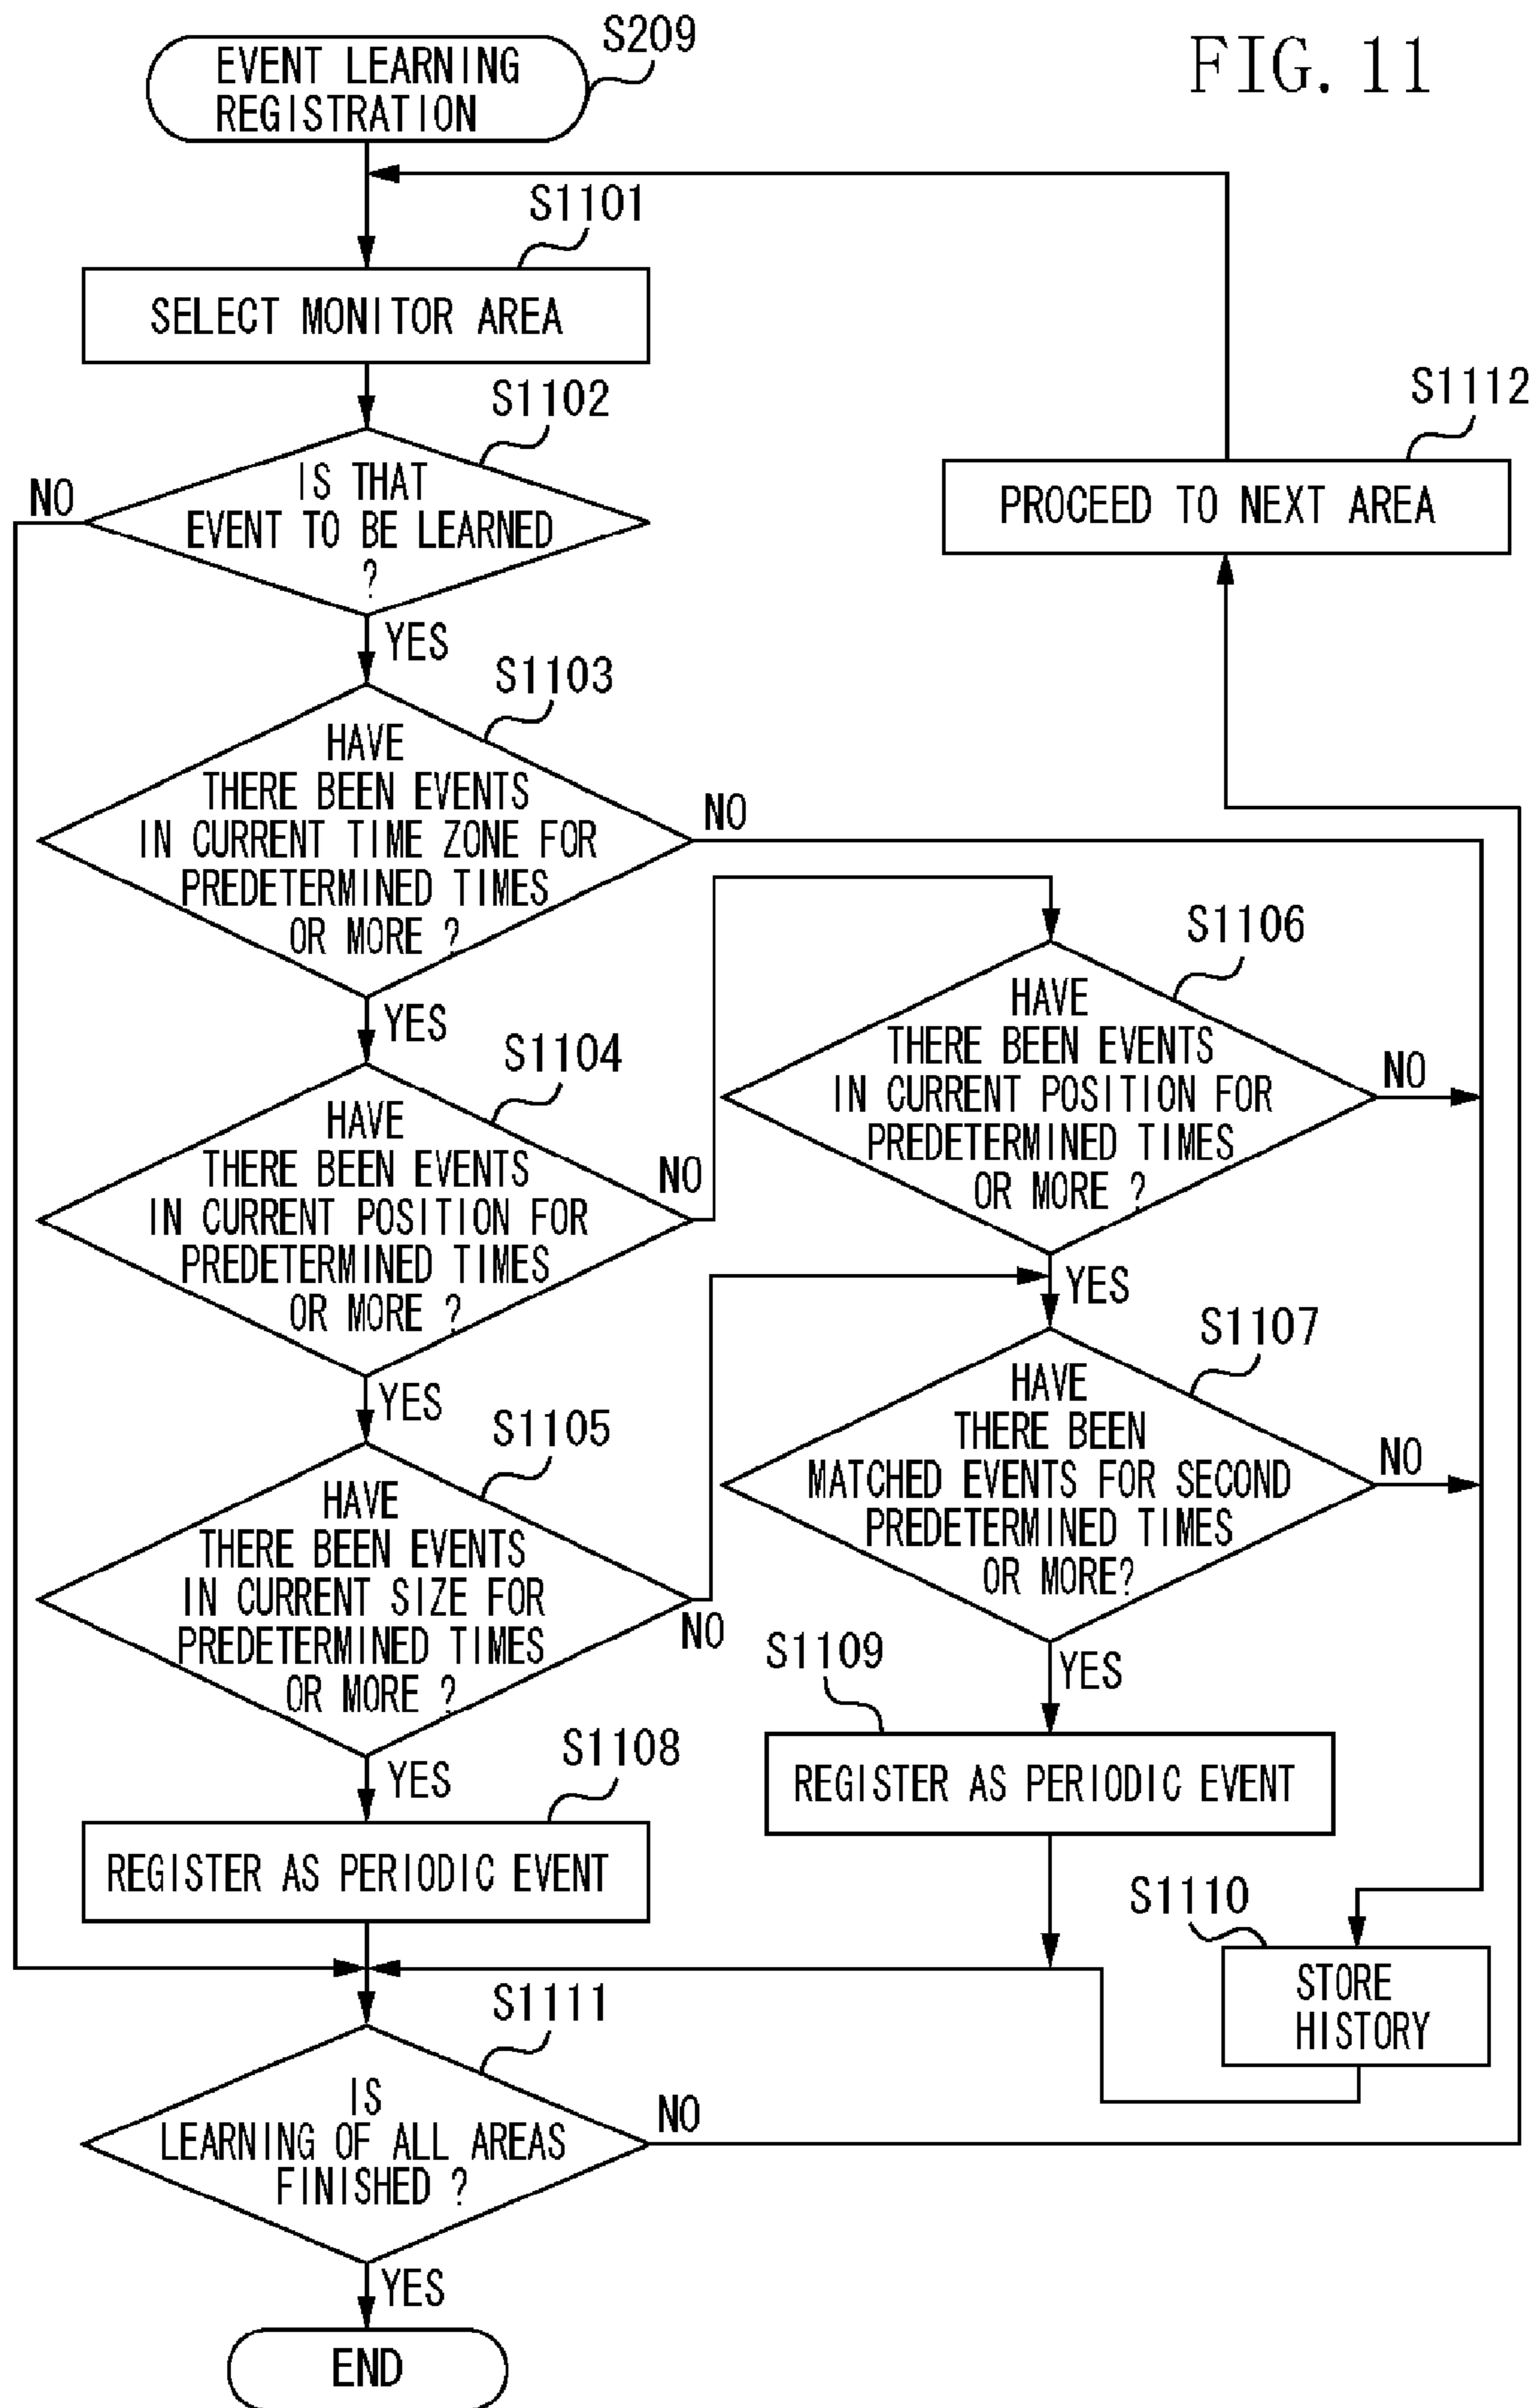 FIG. 11
S209
EVENT LEARNING
REGISTRATION
S1101
SELECT MONITOR AREA
S1102
IS THAT
EVENT TO BE LEARNED
?
NO
YES
S1112
PROCEED TO NEXT AREA
S1103
HAVE
THERE BEEN EVENTS
IN CURRENT TIME ZONE FOR
PREDETERMINED TIMES
OR MORE ?
NO
YES
S1104
HAVE
THERE BEEN EVENTS
IN CURRENT POSITION FOR
PREDETERMINED TIMES
OR MORE ?
NO
YES
S1106
HAVE
THERE BEEN EVENTS
IN CURRENT POSITION FOR
PREDETERMINED TIMES
OR MORE ?
NO
YES
S1105
HAVE
THERE BEEN EVENTS
IN CURRENT SIZE FOR
PREDETERMINED TIMES
OR MORE ?
NO
YES
S1107
HAVE
THERE BEEN
MATCHED EVENTS FOR SECOND
PREDETERMINED TIMES
OR MORE?
NO
YES
S1108
REGISTER AS PERIODIC EVENT
S1109
REGISTER AS PERIODIC EVENT
S1110
STORE
HISTORY
S1111
IS
LEARNING OF ALL AREAS
FINISHED ?
NO
YES
END